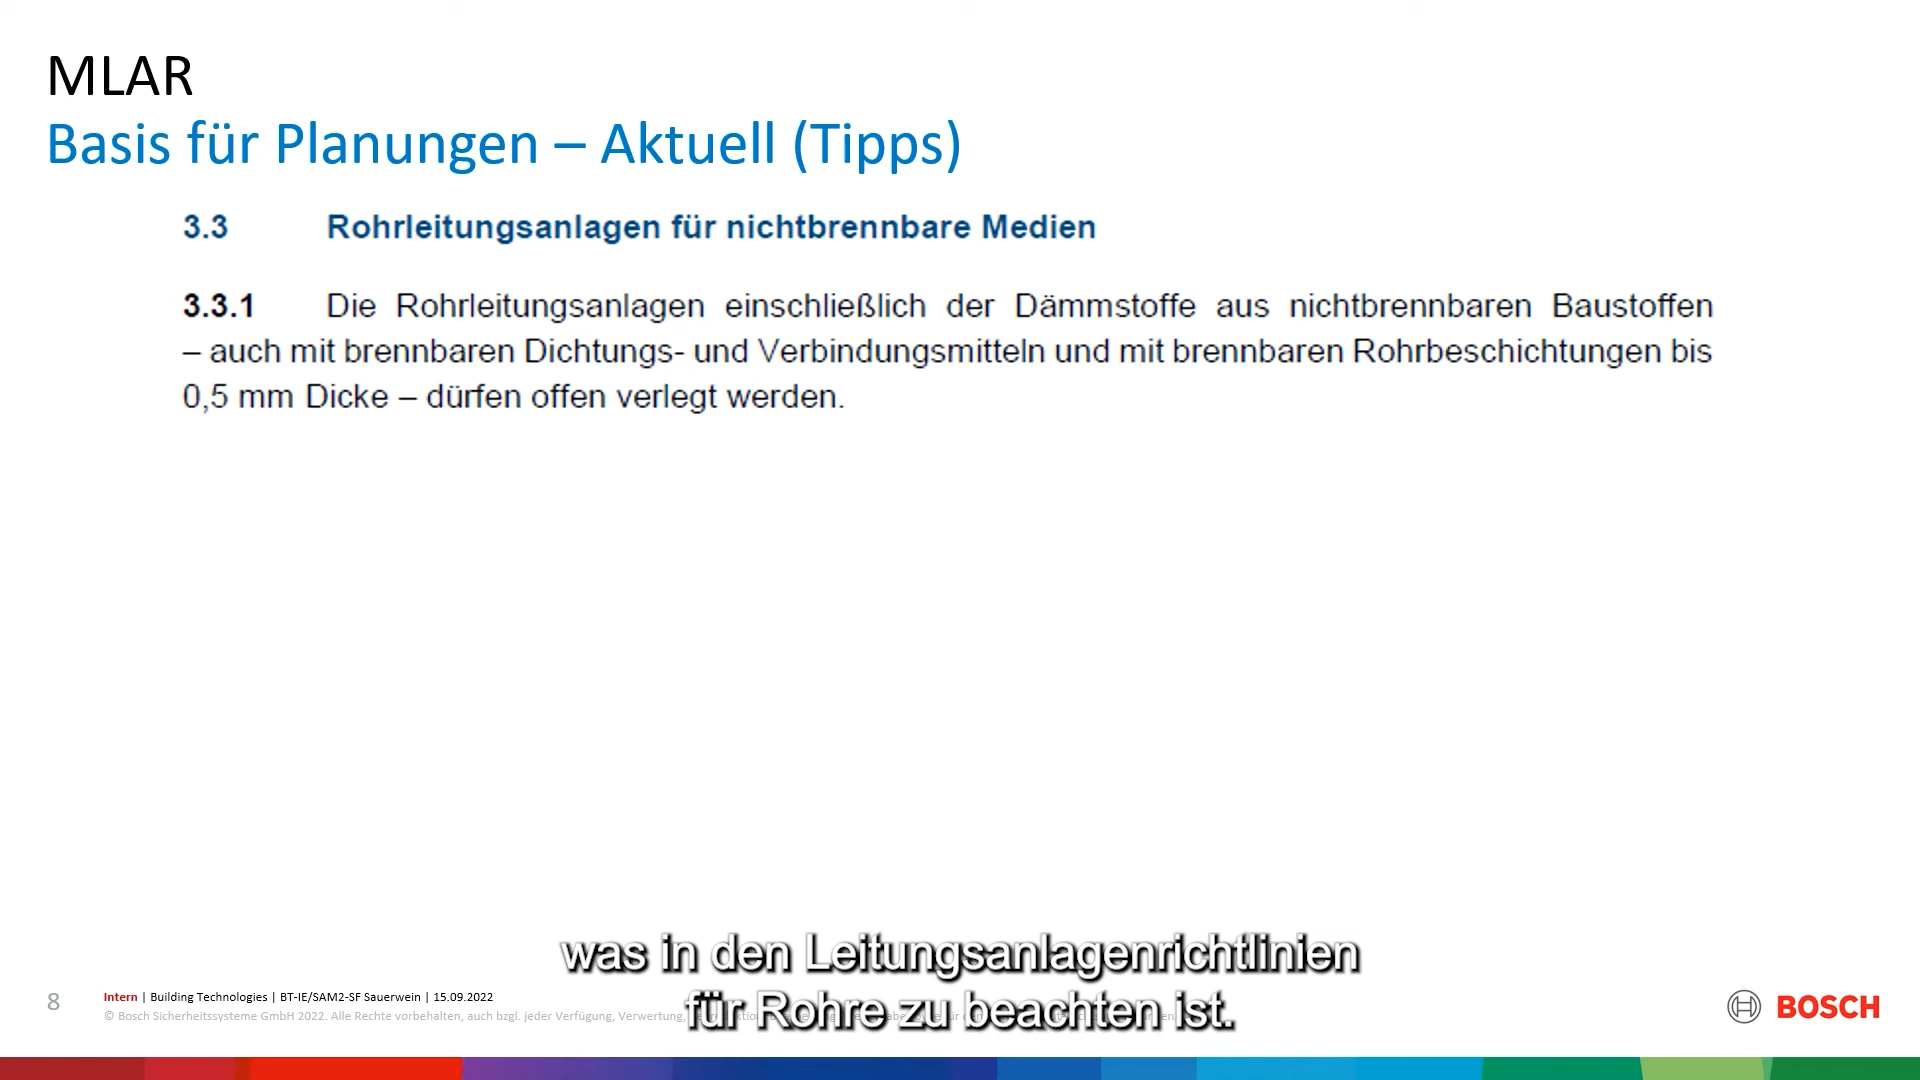 MLAR
Basis für Planungen – Aktuell (Tipps)
3.3 Rohrleitungsanlagen für nichtbrennbare Medien
3.3.1 Die Rohrleitungsanlagen einschließlich der Dämmstoffe aus nichtbrennbaren Baustoffen
– auch mit brennbaren Dichtungs- und Verbindungsmitteln und mit brennbaren Rohrbeschichtungen bis
0,5 mm Dicke – dürfen offen verlegt werden.
was in den Leitungsanlagenrichtlinien
für Rohre zu beachten ist.
8
Intern | Building Technologies | BT-IE/SAM2-SF Sauerwein | 15.09.2022
© Bosch Sicherheitssysteme GmbH 2022. Alle Rechte vorbehalten, auch bzgl. jeder Verfügung, Verwertung,
BOSCH